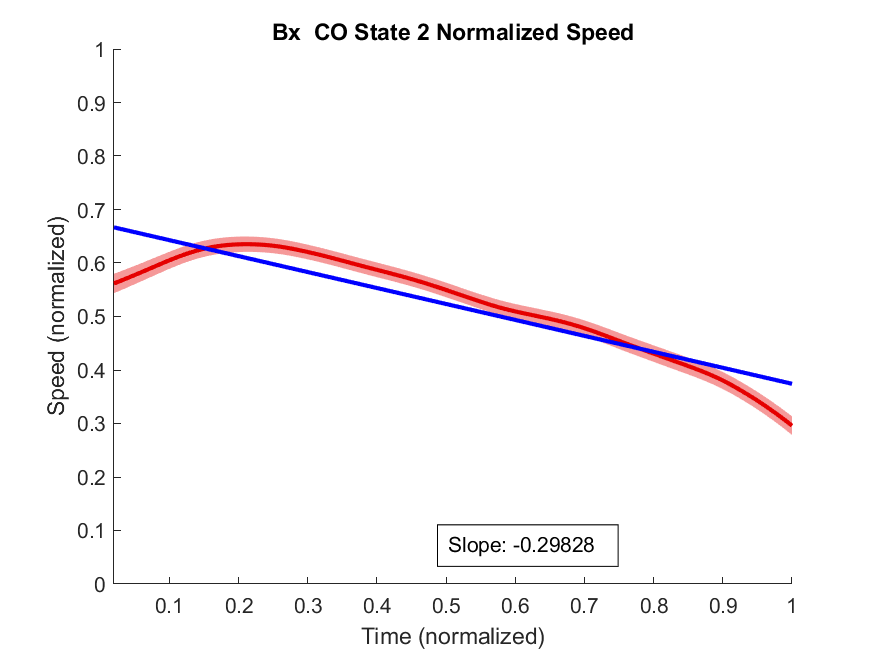 Bx  CO State 2 Normalized Speed
1
0.9
0.8
0.7
0.6
0.5
0.4
0.3
0.2
0.1
0
Speed (normalized)
Slope: -0.29828
0.1 0.2 0.3 0.4 0.5 0.6 0.7 0.8 0.9 1
Time (normalized)